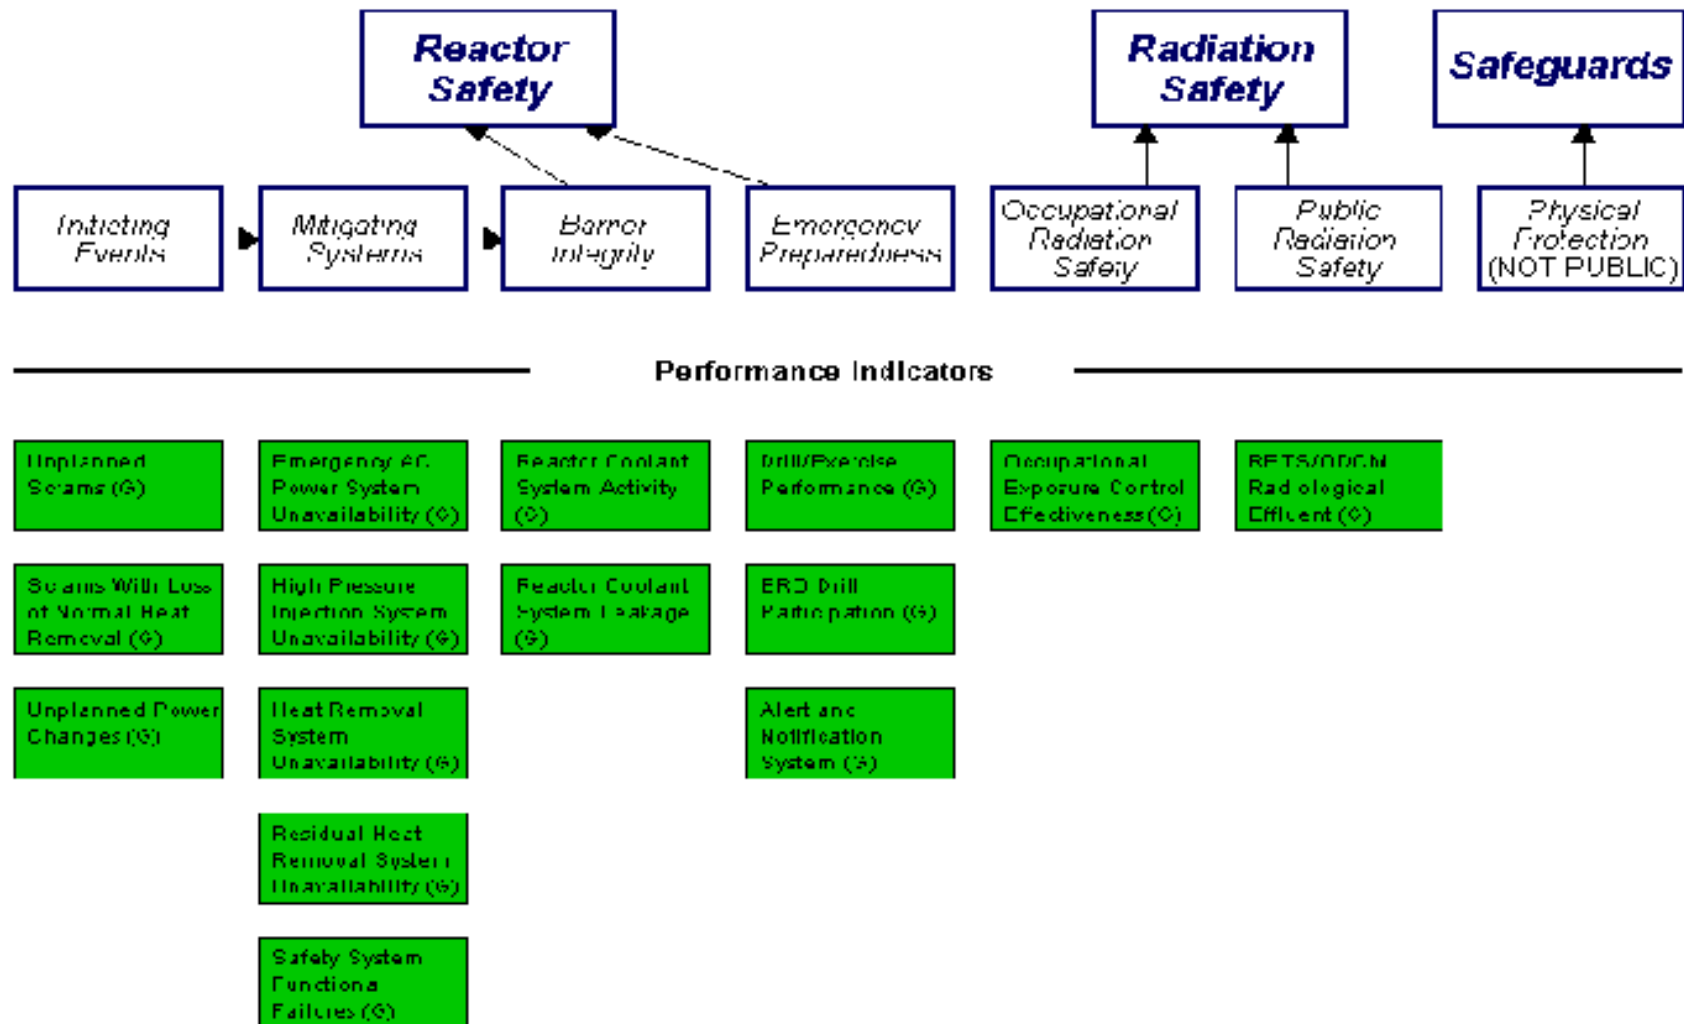 Reactor
Safety
Radiation
Safety
Safeguards
Initiating
Events
Mitigating
Systems
Barrier
Integrity
Emergency
Preparedness
Occupational
Radiation
Safety
Public
Radiation
Safety
Physical
Protection
(NOT PUBLIC)
Performance Indicators
Unplanned
Scrams (G)
Emergency AC
Power System
Unavailability (G)
Reactor Coolant
System Activity
(G)
Drill/Exercise
Performance (G)
Occupational
Exposure Control
Effectiveness (G)
RETS/ODCM
Radiological
Effluent (G)
Scrams With Loss
of Normal Heat
Removal (G)
High Pressure
Injection System
Unavailability (G)
Reactor Coolant
System Leakage
(G)
ERO Drill
Participation (G)
Unplanned Power
Changes (G)
Heat Removal
System
Unavailability (G)
Alert and
Notification
System (G)
Residual Heat
Removal System
Unavailability (G)
Safety System
Functional
Failures (G)